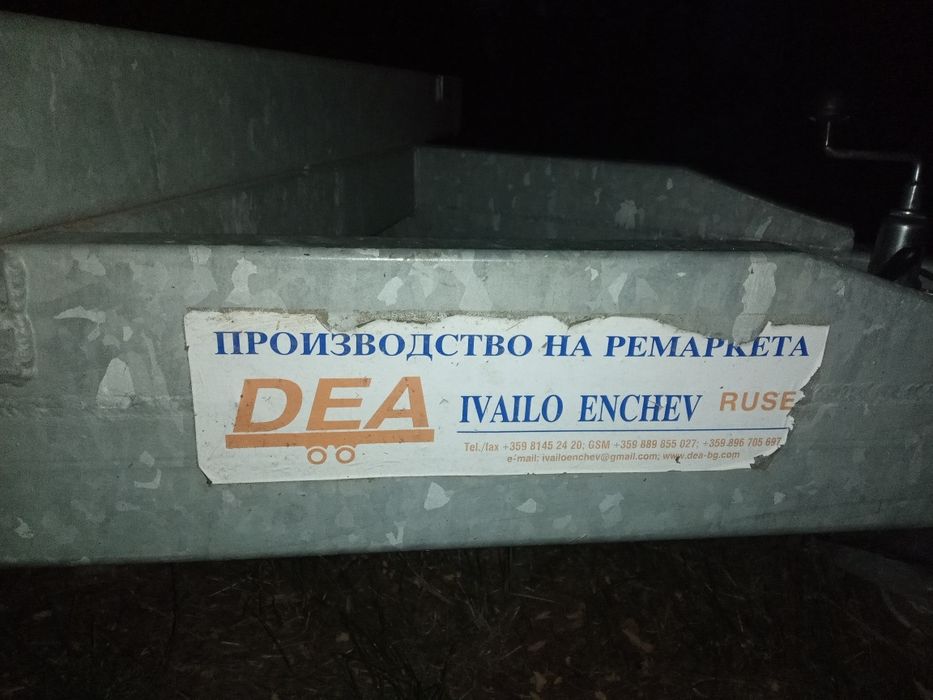 ПРОИЗВОДСТВО НА РЕМАРКЕТА
DEA
IVAILO ENCHEV RUSE
Tel./fax +359 8145 24 20; GSM +359 889 855 027; +359 896 705 697
e-mail: ivailoenchev@gmail.com; www.dea-bg.com